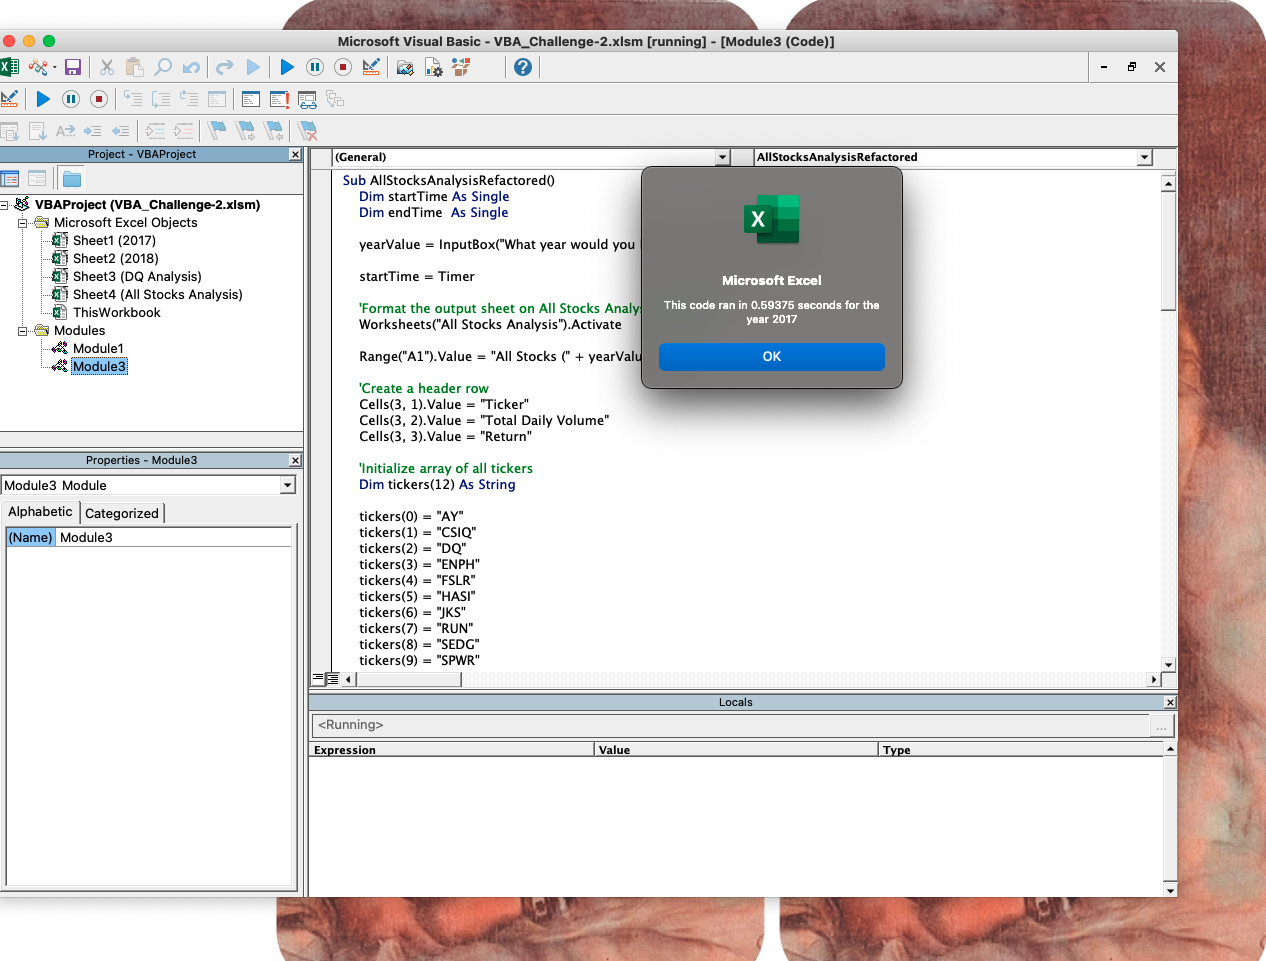 Microsoft Visual Basic - VBA_Challenge-2.xlsm [running] - [Module3 (Code)]
Project - VBAProject
VBAProject (VBA_Challenge-2.xlsm)
Microsoft Excel Objects
Sheet1 (2017)
Sheet2 (2018)
Sheet3 (DQ Analysis)
Sheet4 (All Stocks Analysis)
ThisWorkbook
Modules
Module1
Module3
Properties - Module3
Module3 Module
Alphabetic
Categorized
(Name) Module3
(General)
AllStocksAnalysisRefactored
Sub AllStocksAnalysisRefactored()
Dim startTime As Single
Dim endTime  As Single
yearValue = InputBox("What year would you
startTime = Timer
'Format the output sheet on All Stocks Analys
Worksheets("All Stocks Analysis").Activate
Range("A1").Value = "All Stocks (" + yearValu
'Create a header row
Cells(3, 1).Value = "Ticker"
Cells(3, 2).Value = "Total Daily Volume"
Cells(3, 3).Value = "Return"
'Initialize array of all tickers
Dim tickers(12) As String
tickers(0) = "AY"
tickers(1) = "CSIQ"
tickers(2) = "DQ"
tickers(3) = "ENPH"
tickers(4) = "FSLR"
tickers(5) = "HASI"
tickers(6) = "JKS"
tickers(7) = "RUN"
tickers(8) = "SEDG"
tickers(9) = "SPWR"
X
Microsoft Excel
This code ran in 0.59375 seconds for the
year 2017
OK
Locals
<Running>
...
Expression
Value
Type